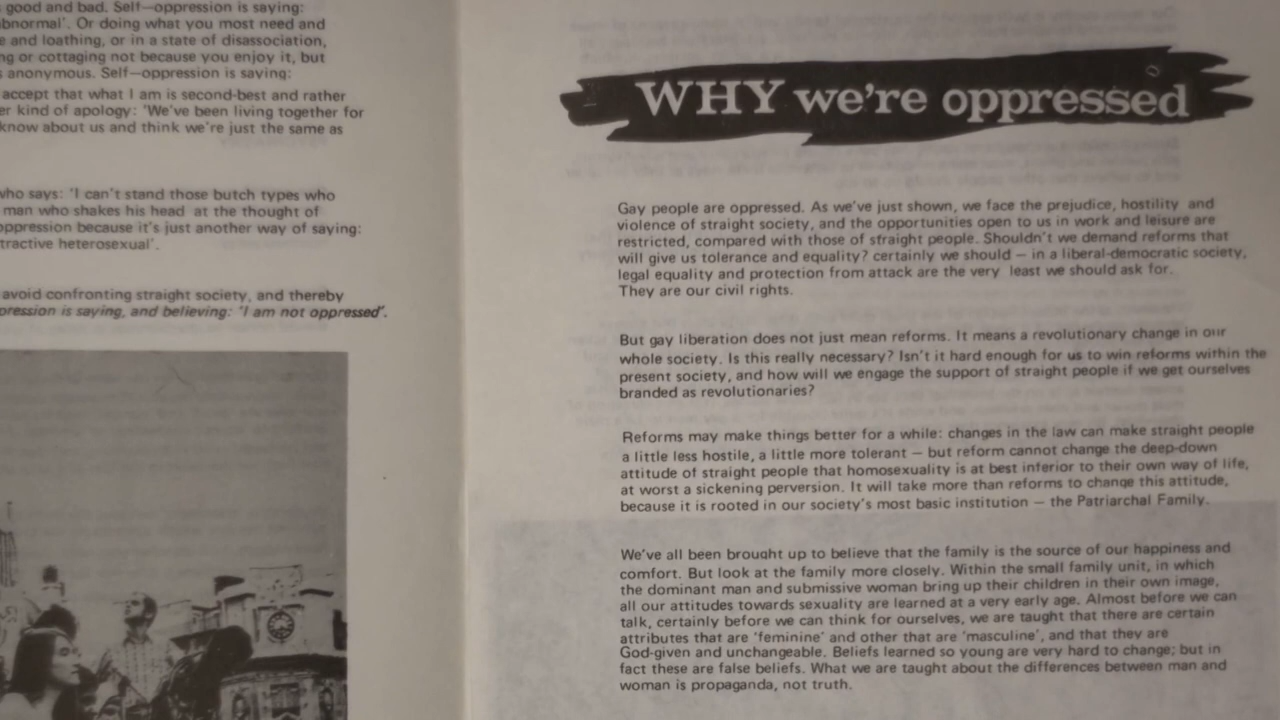 good and bad. Self—oppression is saying:
abnormal'. Or doing what you most need and
e and loathing, or in a state of disassociation,
ng or cottaging not because you enjoy it, but
s anonymous. Self—oppression is saying:
accept that what I am is second-best and rather
er kind of apology: 'We've been living together for
know about us and think we're just the same as
who says: 'I can't stand those butch types who
man who shakes his head at the thought of
oppression because it's just another way of saying:
tractive heterosexual'.
avoid confronting straight society, and thereby
pression is saying, and believing: 'I am not oppressed'.
WHY we're oppressed
Gay people are oppressed. As we've just shown, we face the prejudice, hostility and
violence of straight society, and the opportunities open to us in work and leisure are
restricted, compared with those of straight people. Shouldn't we demand reforms that
will give us tolerance and equality? certainly we should — in a liberal-democratic society,
legal equality and protection from attack are the very least we should ask for.
They are our civil rights.
But gay liberation does not just mean reforms. It means a revolutionary change in our
whole society. Is this really necessary? Isn't it hard enough for us to win reforms within the
present society, and how will we engage the support of straight people if we get ourselves
branded as revolutionaries?
Reforms may make things better for a while: changes in the law can make straight people
a little less hostile, a little more tolerant — but reform cannot change the deep-down
attitude of straight people that homosexuality is at best inferior to their own way of life,
at worst a sickening perversion. It will take more than reforms to change this attitude,
because it is rooted in our society's most basic institution — the Patriarchal Family.
We've all been brought up to believe that the family is the source of our happiness and
comfort. But look at the family more closely. Within the small family unit, in which
the dominant man and submissive woman bring up their children in their own image,
all our attitudes towards sexuality are learned at a very early age. Almost before we can
talk, certainly before we can think for ourselves, we are taught that there are certain
attributes that are 'feminine' and other that are 'masculine', and that they are
God-given and unchangeable. Beliefs learned so young are very hard to change; but in
fact these are false beliefs. What we are taught about the differences between man and
woman is propaganda, not truth.